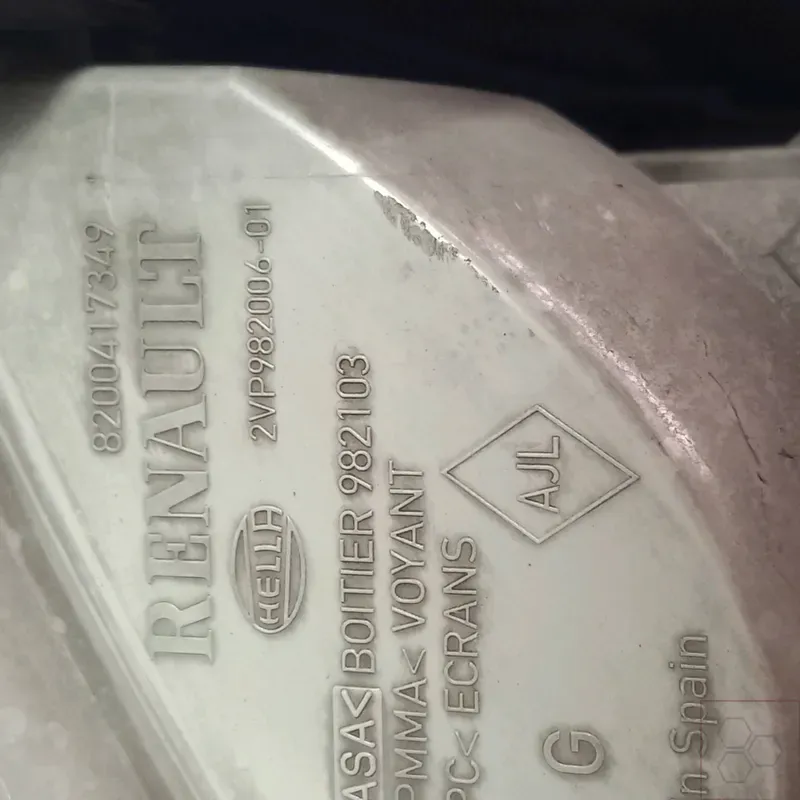 8200417349
RENAULT
HELLA 2VP982006-01
ASA< BOITIER 982103
PMMA< VOYANT
PC< ECRANS
AJL
G
n Spain